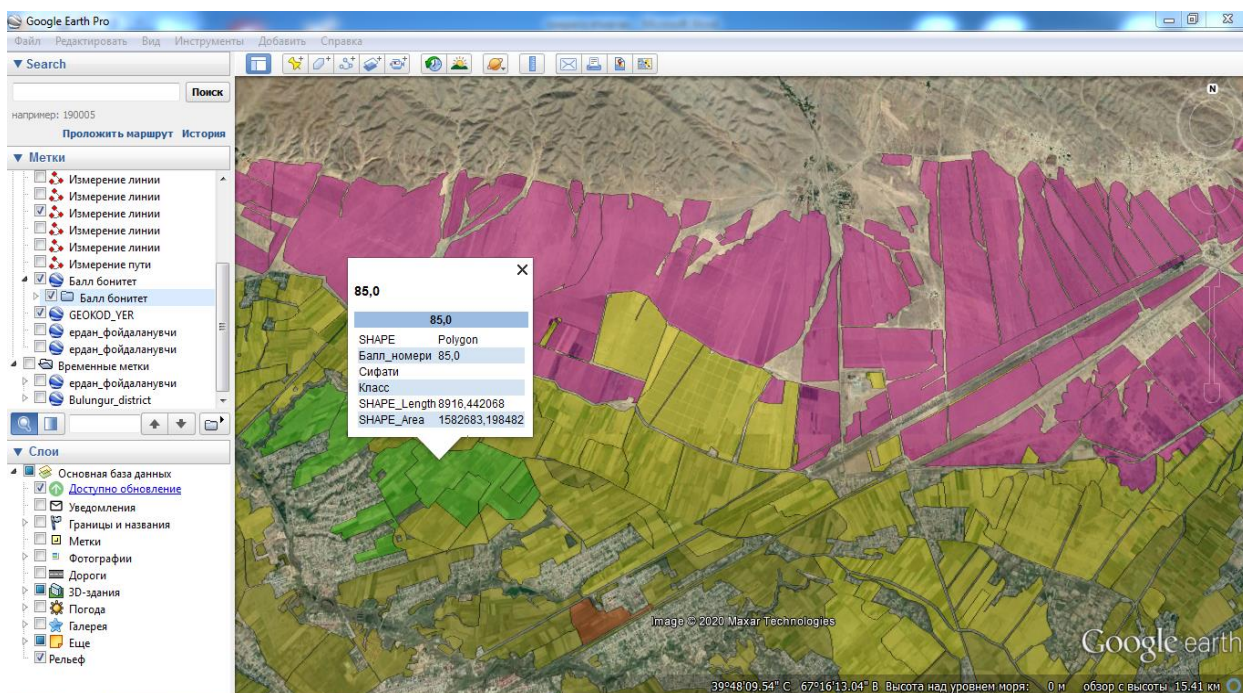 Google Earth Pro
Файл Редактировать Вид Инструменты Добавить Справка
Search
Поиск
например: 190005
Проложить маршрут История
Метки
Измерение линии
Измерение линии
Измерение линии
Измерение линии
Измерение линии
Измерение пути
Балл бонитет
Балл бонитет
GEOKOD_YER
ердан_фойдаланувчи
ердан_фойдаланувчи
Временные метки
ердан_фойдаланувчи
Bulungur_district
Слои
Основная база данных
Доступно обновление
Уведомления
Границы и названия
Метки
Фотографии
Дороги
3D-здания
Погода
Галерея
Еще
Рельеф
N
85,0
85,0
SHAPE Polygon
Балл_номери 85,0
Сифати
Класс
SHAPE_Length 8916,442068
SHAPE_Area 1582683,198482
Image © 2020 Maxar Technologies
Google earth
39°48'09.54" С 67°16'13.04" В Высота над уровнем моря: 0 м обзор с высоты 15.41 км